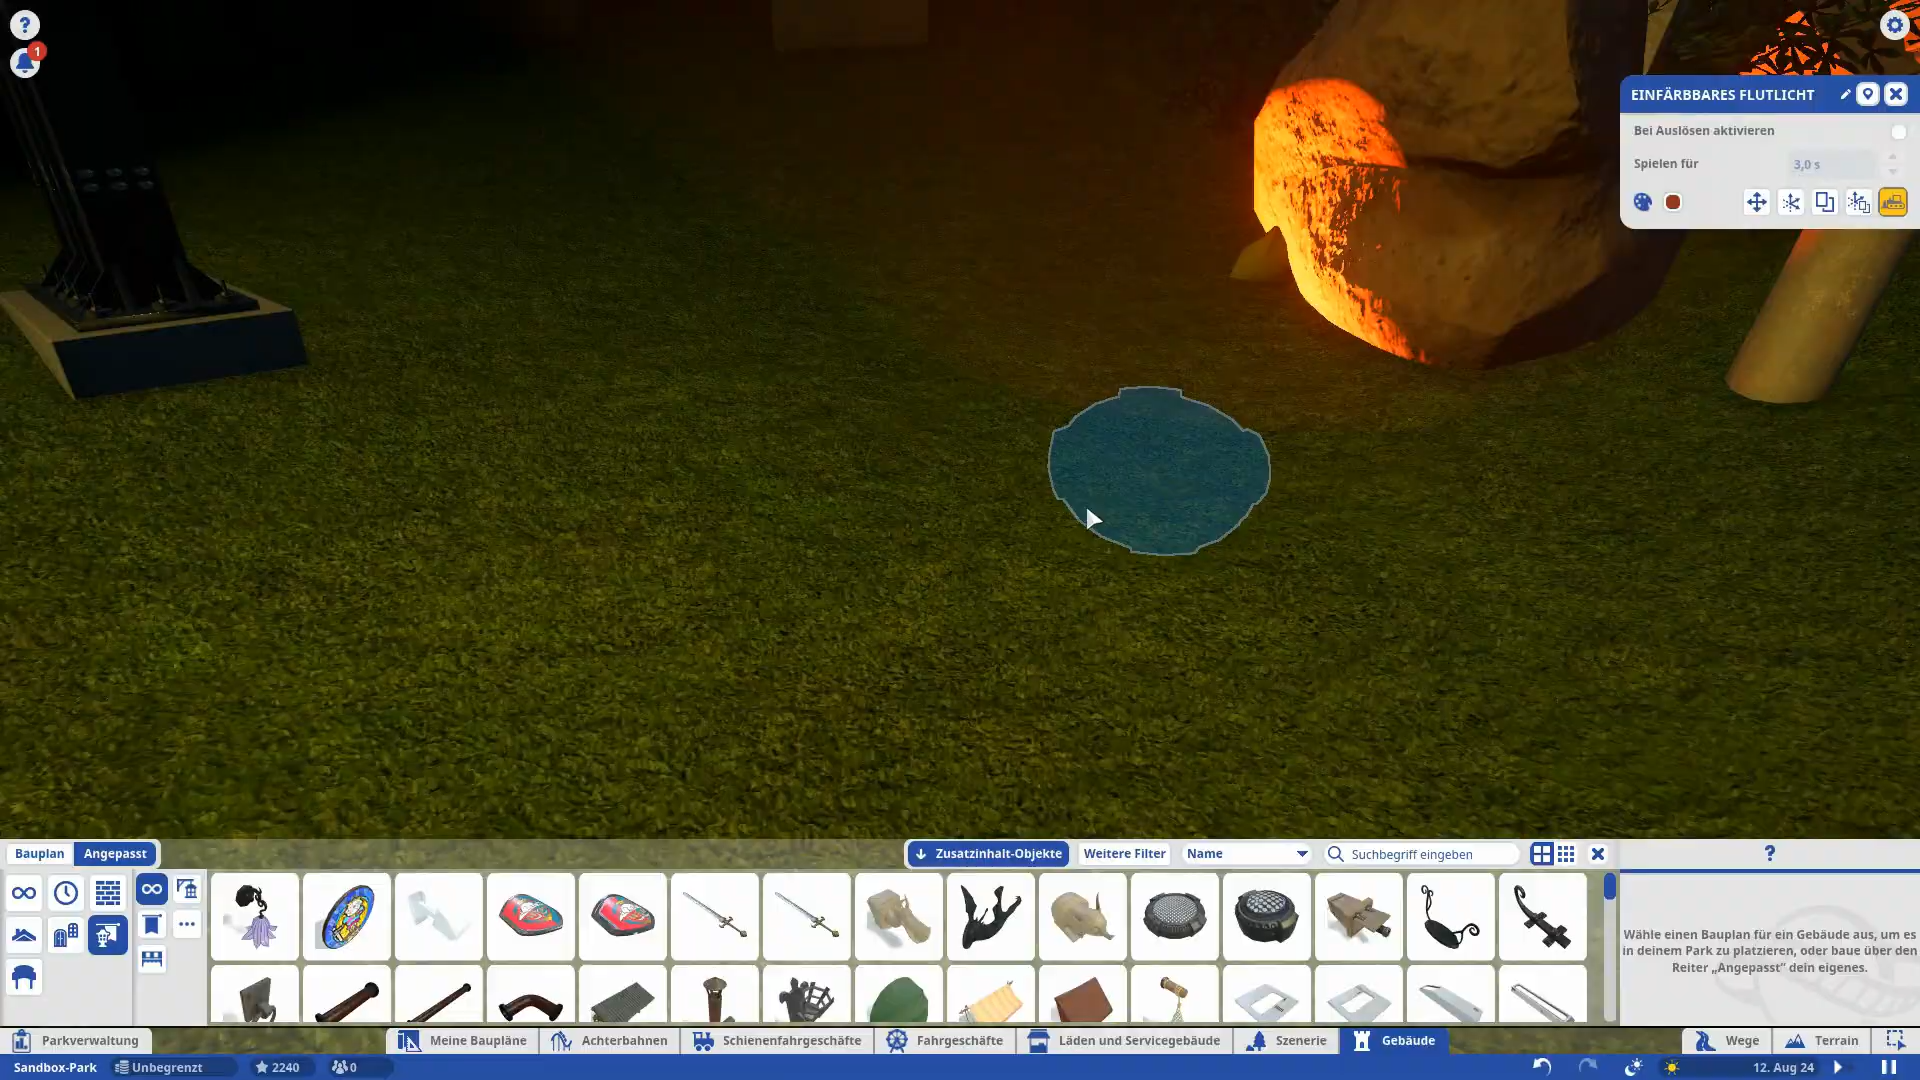 ?
1
EINFÄRBBARES FLUTLICHT
Bei Auslösen aktivieren
Spielen für 3,0 s
Bauplan Angepasst Zusatzinhalt-Objekte Weitere Filter Name Suchbegriff eingeben ?
Wähle einen Bauplan für ein Gebäude aus, um es
in deinem Park zu platzieren, oder baue über den
Reiter „Angepasst“ dein eigenes.
Parkverwaltung Meine Baupläne Achterbahnen Schienenfahrgeschäfte Fahrgeschäfte Läden und Servicegebäude Szenerie Gebäude Wege Terrain
Sandbox-Park Unbegrenzt 2240 0 12. Aug 24